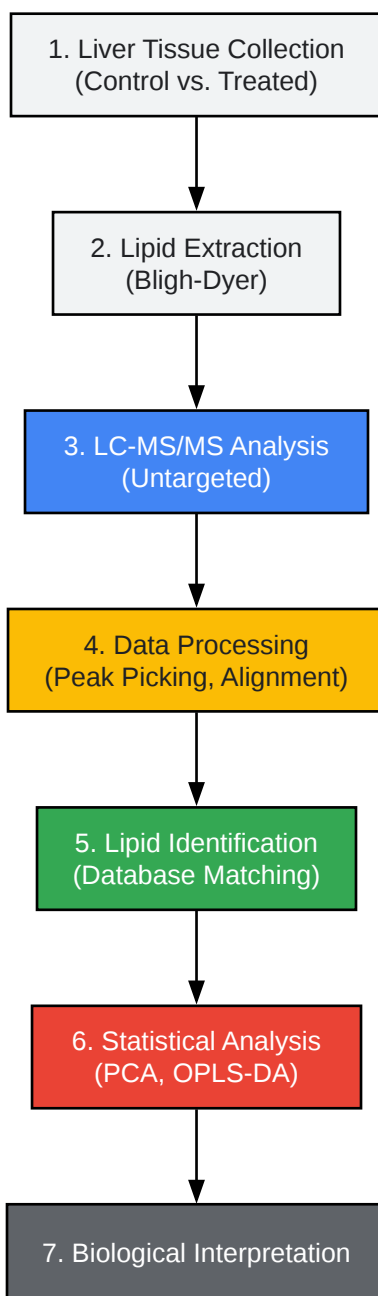 1. Liver Tissue Collection
(Control vs. Treated)
2. Lipid Extraction
(Bligh-Dyer)
3. LC-MS/MS Analysis
(Untargeted)
4. Data Processing
(Peak Picking, Alignment)
5. Lipid Identification
(Database Matching)
6. Statistical Analysis
(PCA, OPLS-DA)
7. Biological Interpretation